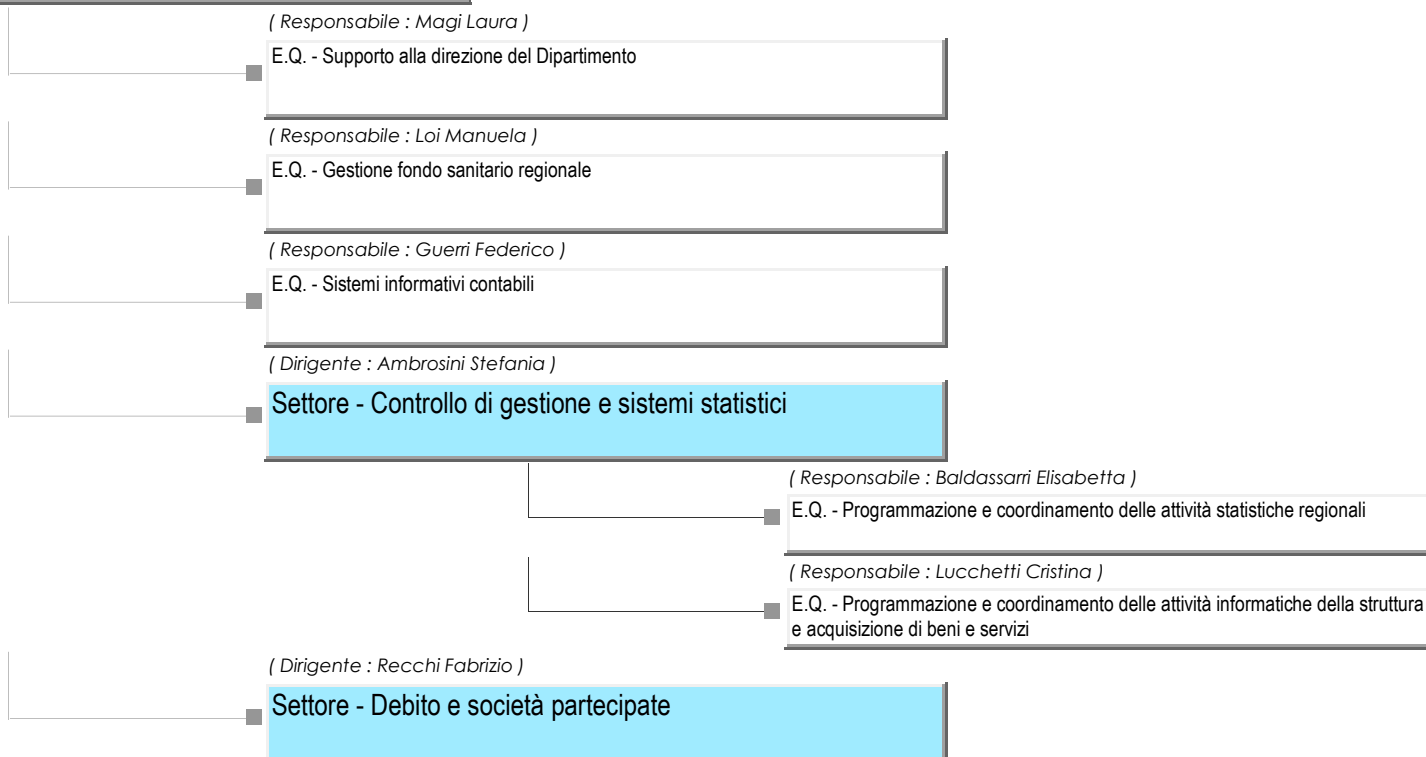 ( Responsabile : Magi Laura )
E.Q. - Supporto alla direzione del Dipartimento
( Responsabile : Loi Manuela )
E.Q. - Gestione fondo sanitario regionale
( Responsabile : Guerri Federico )
E.Q. - Sistemi informativi contabili
( Dirigente : Ambrosini Stefania )
Settore - Controllo di gestione e sistemi statistici
( Responsabile : Baldassarri Elisabetta )
E.Q. - Programmazione e coordinamento delle attività statistiche regionali
( Responsabile : Lucchetti Cristina )
E.Q. - Programmazione e coordinamento delle attività informatiche della struttura
e acquisizione di beni e servizi
( Dirigente : Recchi Fabrizio )
Settore - Debito e società partecipate